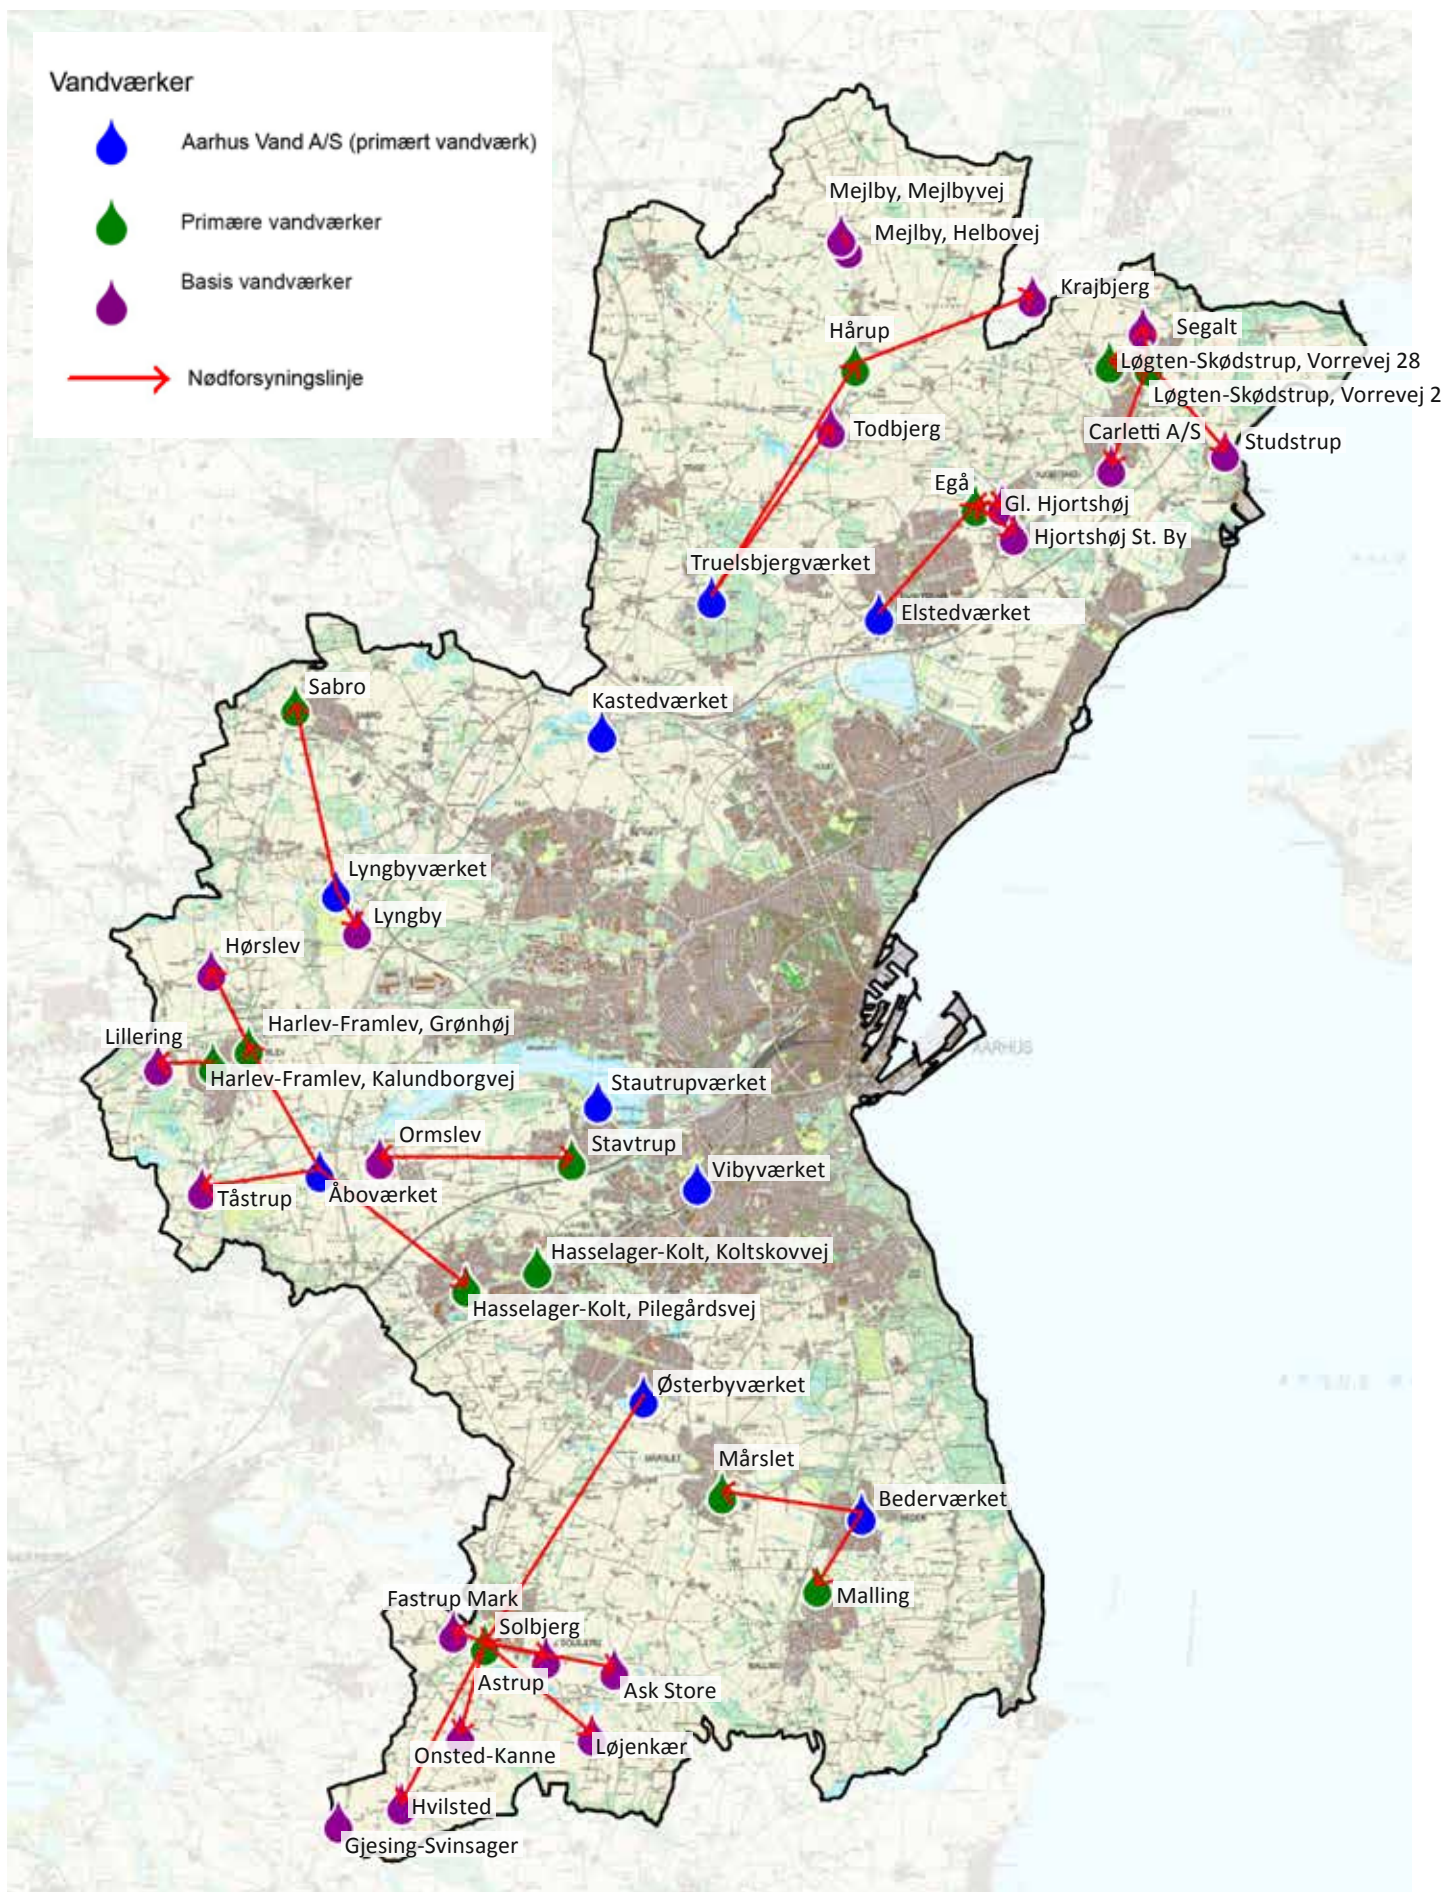 Vandværker
Aarhus Vand A/S (primært vandværk)
Primære vandværker
Basis vandværker
Nødforsyningslinje
Mejlby, Mejlbyvej
Mejlby, Helbovej
Krajbjerg
Segalt
Hårup
Løgten-Skødstrup, Vorrevej 28
Løgten-Skødstrup, Vorrevej 2
Todbjerg
Carletti A/S
Studstrup
Egå
Gl. Hjortshøj
Hjortshøj St. By
Truelsbjergværket
Elstedværket
Sabro
Kastedværket
Lyngbyværket
Lyngby
Hørslev
Harlev-Framlev, Grønhøj
Lillering
AARHUS
Harlev-Framlev, Kalundborgvej
Stautrupværket
Ormslev
Stavtrup
Vibyværket
Tåstrup
Åboværket
Hasselager-Kolt, Koltskovvej
Hasselager-Kolt, Pilegårdsvej
Østerbyværket
Mårslet
Bederværket
Malling
Fastrup Mark
Solbjerg
Astrup
Ask Store
Løjenkær
Onsted-Kanne
Hvilsted
Gjesing-Svinsager